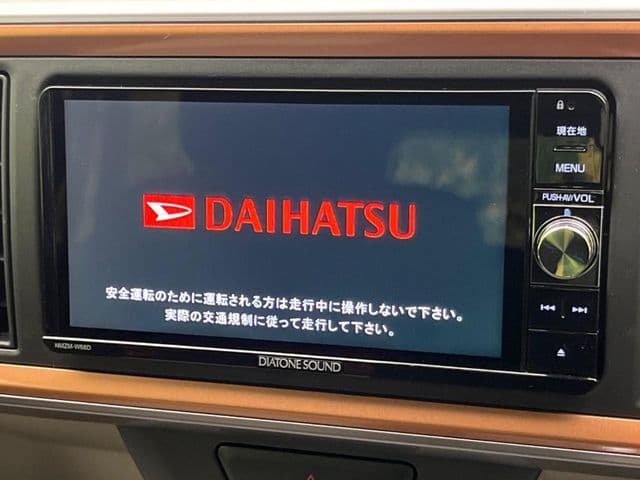 現在地
MENU
PUSH-AV/VOL
DAIHATSU
安全運転のために運転される方は走行中に操作しないで下さい。
実際の交通規制に従って走行して下さい。
NMZM-W68D
DIATONE SOUND